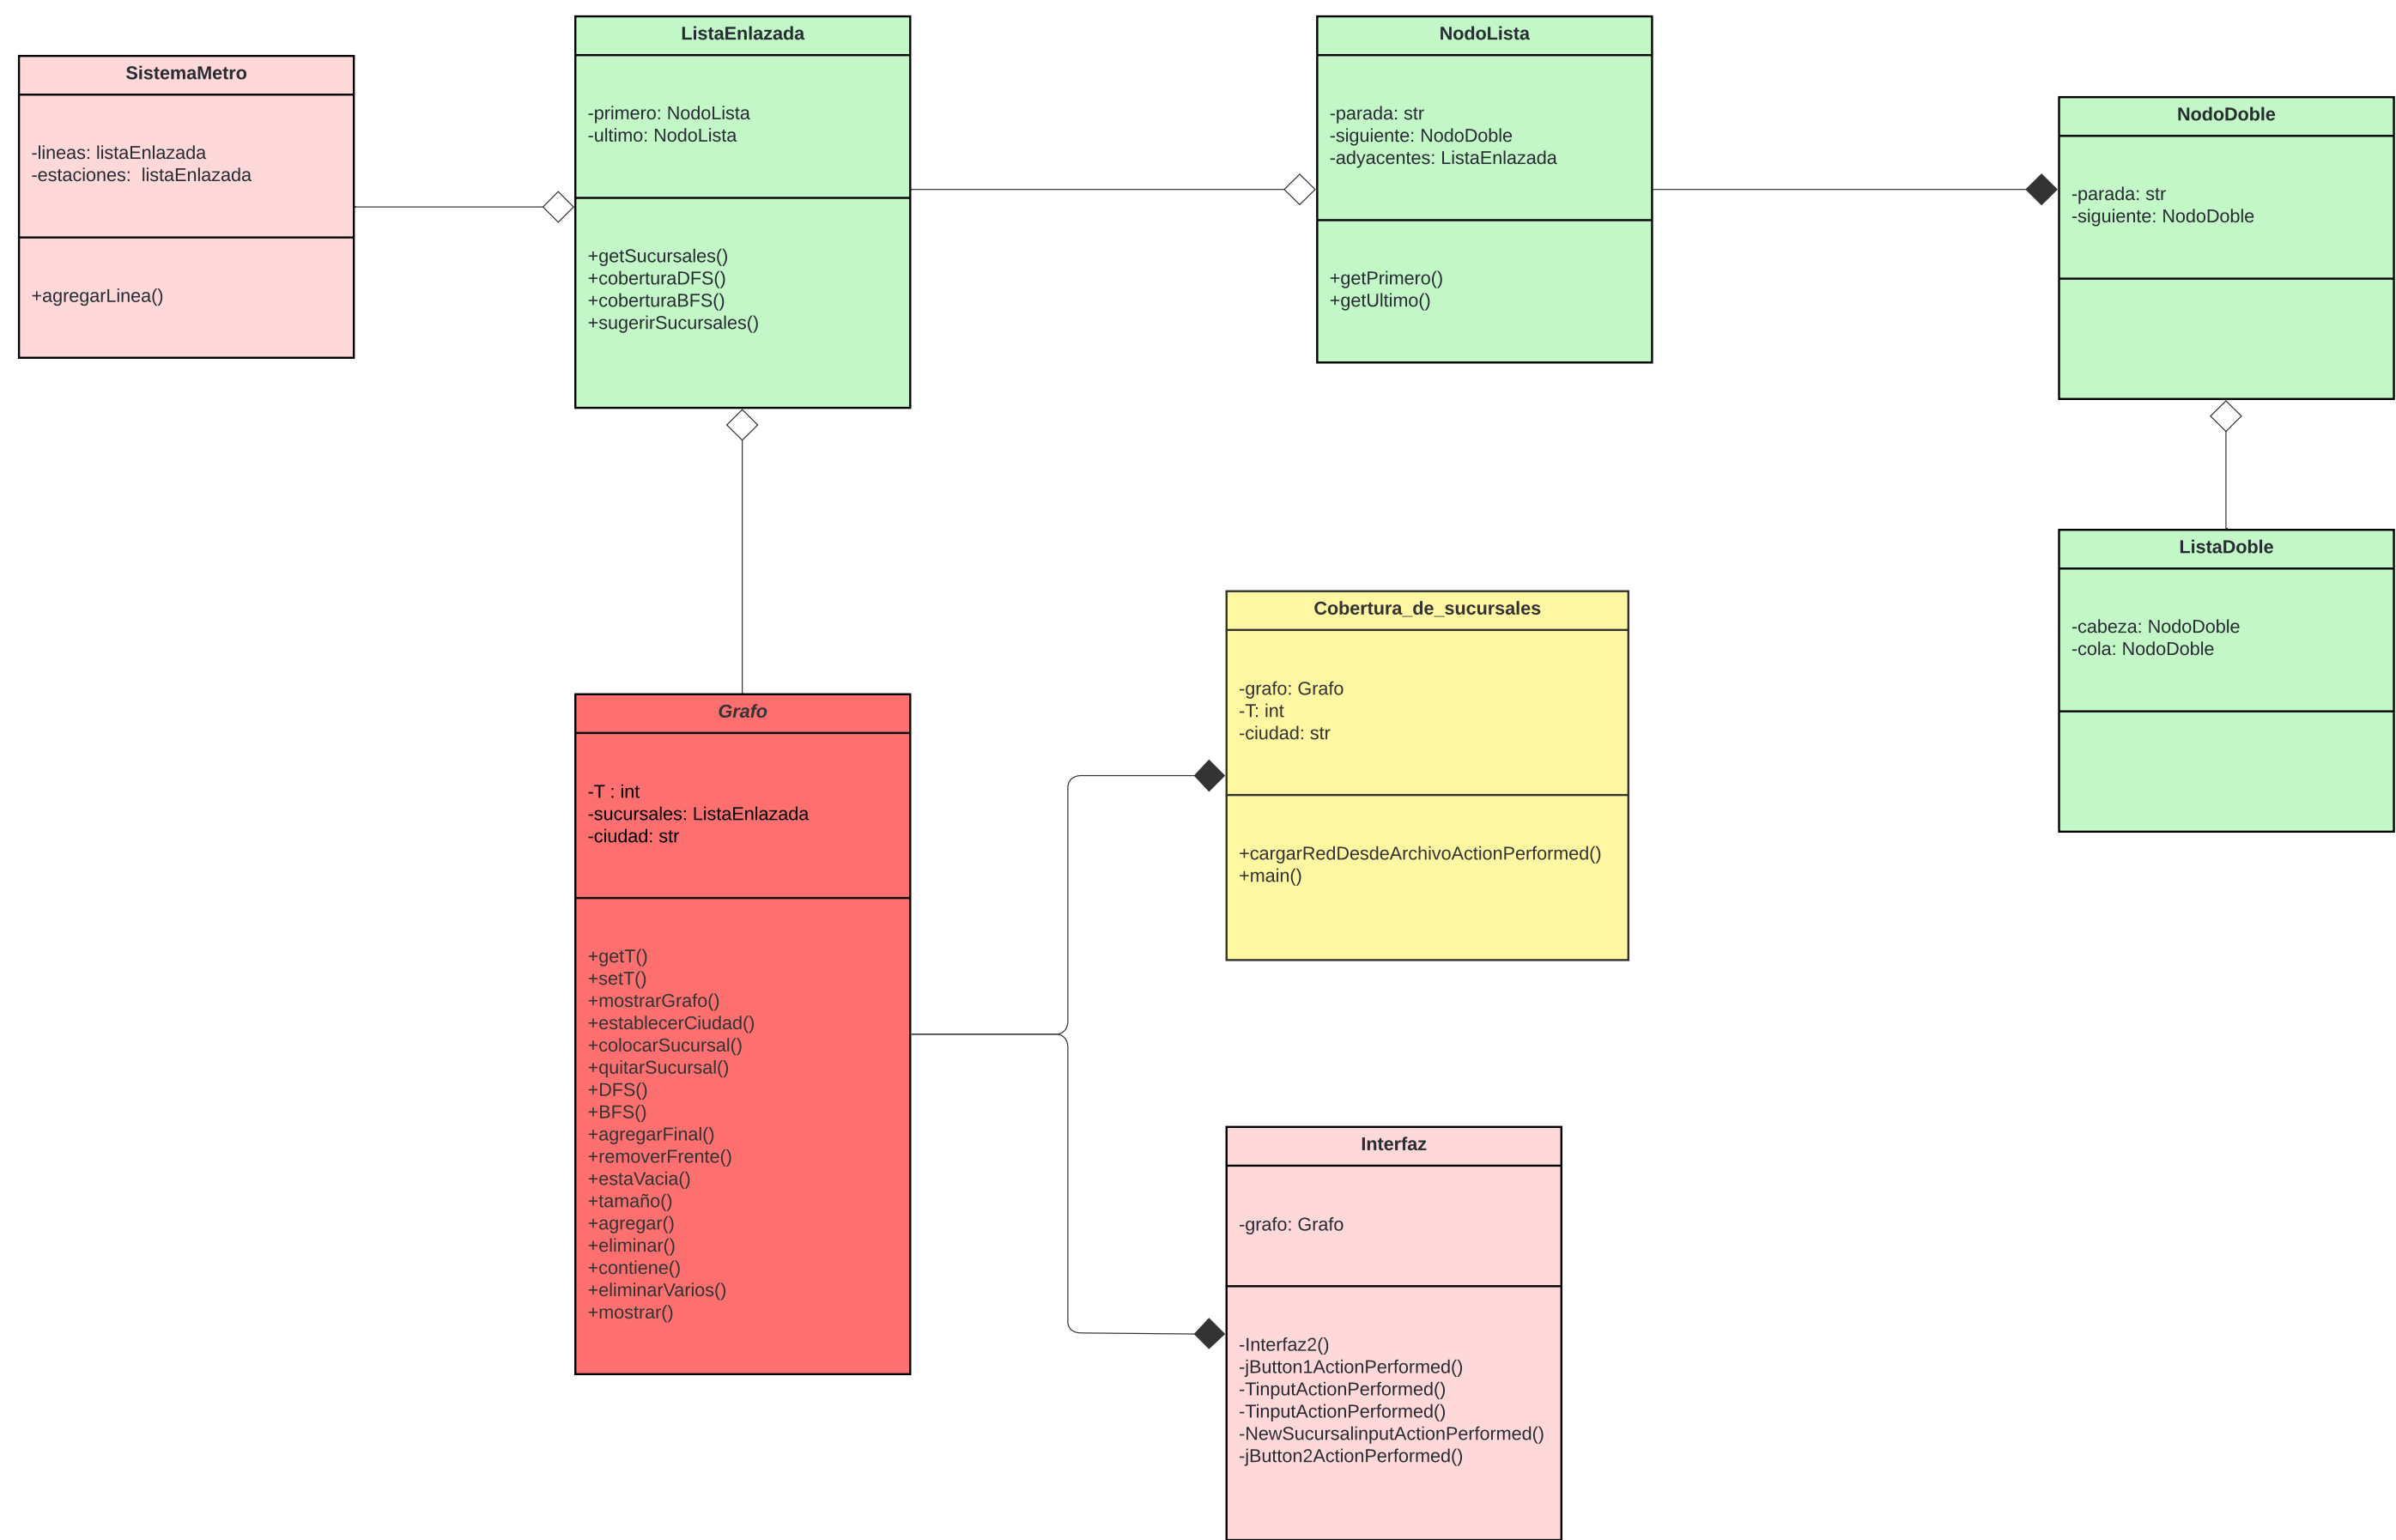 SistemaMetro
-lineas: listaEnlazada
-estaciones:  listaEnlazada
+agregarLinea()
ListaEnlazada
-primero: NodoLista
-ultimo: NodoLista
+getSucursales()
+coberturaDFS()
+coberturaBFS()
+sugerirSucursales()
NodoLista
-parada: str
-siguiente: NodoDoble
-adyacentes: ListaEnlazada
+getPrimero()
+getUltimo()
NodoDoble
-parada: str
-siguiente: NodoDoble
ListaDoble
-cabeza: NodoDoble
-cola: NodoDoble
Grafo
-T : int
-sucursales: ListaEnlazada
-ciudad: str
+getT()
+setT()
+mostrarGrafo()
+establecerCiudad()
+colocarSucursal()
+quitarSucursal()
+DFS()
+BFS()
+agregarFinal()
+removerFrente()
+estaVacia()
+tamaño()
+agregar()
+eliminar()
+contiene()
+eliminarVarios()
+mostrar()
Cobertura_de_sucursales
-grafo: Grafo
-T: int
-ciudad: str
+cargarRedDesdeArchivoActionPerformed()
+main()
Interfaz
-grafo: Grafo
-Interfaz2()
-jButton1ActionPerformed()
-TinputActionPerformed()
-TinputActionPerformed()
-NewSucursalinputActionPerformed()
-jButton2ActionPerformed()